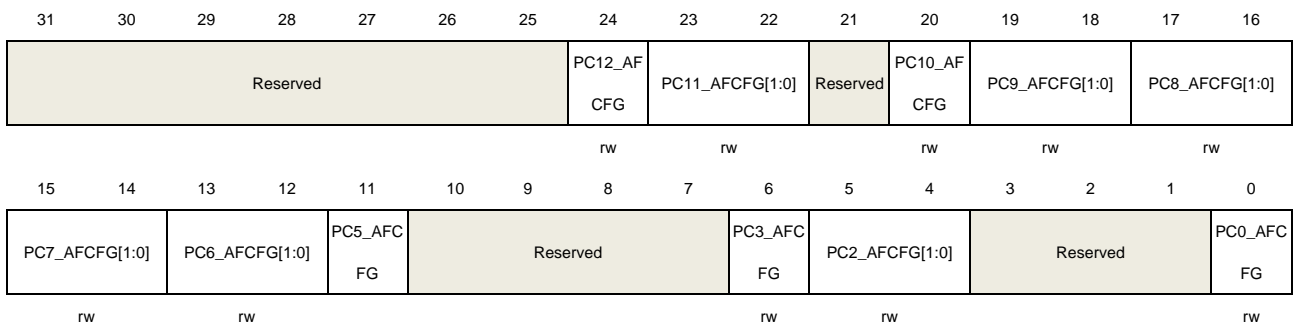 31 30 29 28 27 26 25 24 23 22 21 20 19 18 17 16
Reserved PC12_AF CFG PC11_AFCFG[1:0] Reserved PC10_AF CFG PC9_AFCFG[1:0] PC8_AFCFG[1:0]
rw rw rw rw rw
15 14 13 12 11 10 9 8 7 6 5 4 3 2 1 0
PC7_AFCFG[1:0] PC6_AFCFG[1:0] PC5_AFC FG Reserved PC3_AFC FG PC2_AFCFG[1:0] Reserved PC0_AFC FG
rw rw rw rw rw